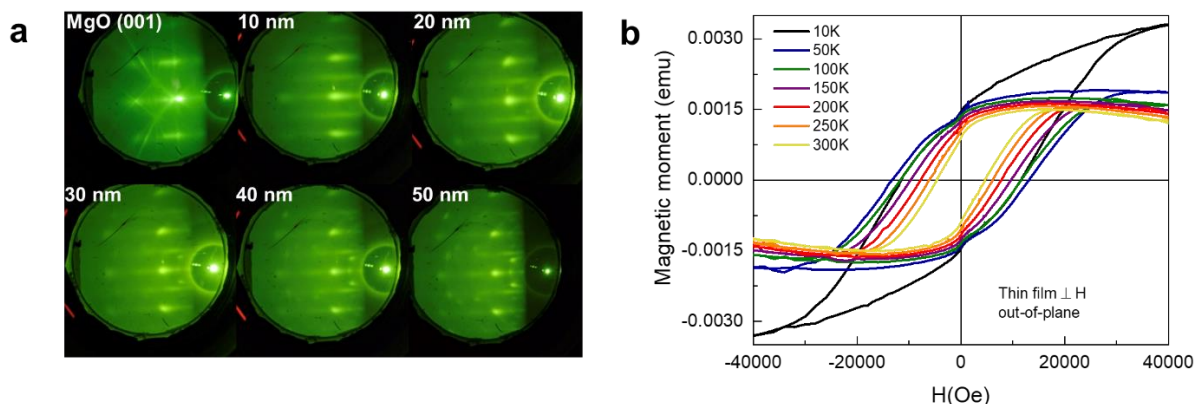 a
MgO (001)
10 nm
20 nm
30 nm
40 nm
50 nm
b
Magnetic moment (emu)
0.0030
0.0015
0.0000
-0.0015
-0.0030
10K
50K
100K
150K
200K
250K
300K
Thin film ⊥ H
out-of-plane
-40000
-20000
0
20000
40000
H(Oe)